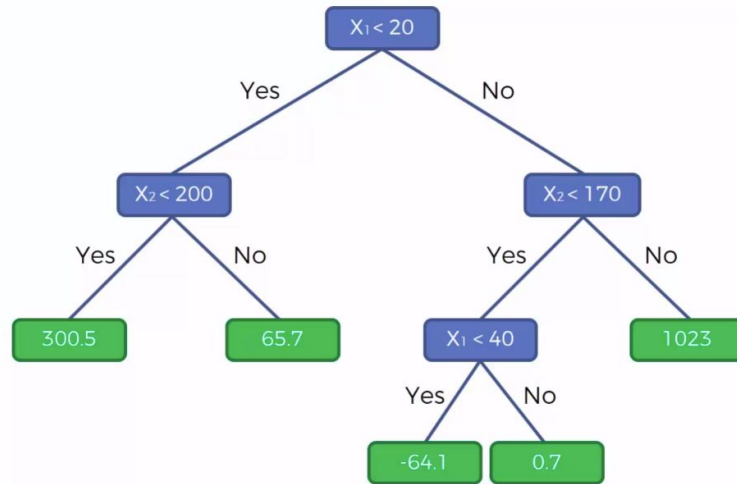 X₁ < 20
Yes
No
X₂ < 200
X₂ < 170
Yes
No
Yes
No
300.5
65.7
X₁ < 40
1023
Yes
No
-64.1
0.7